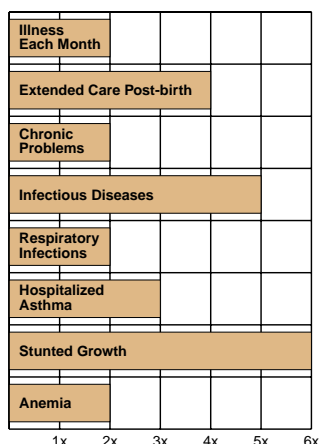 Illness
Each Month
Extended Care Post-birth
Chronic
Problems
Infectious Diseases
Respiratory
Infections
Hospitalized
Asthma
Stunted Growth
Anemia
1x 2x 3x 4x 5x 6x